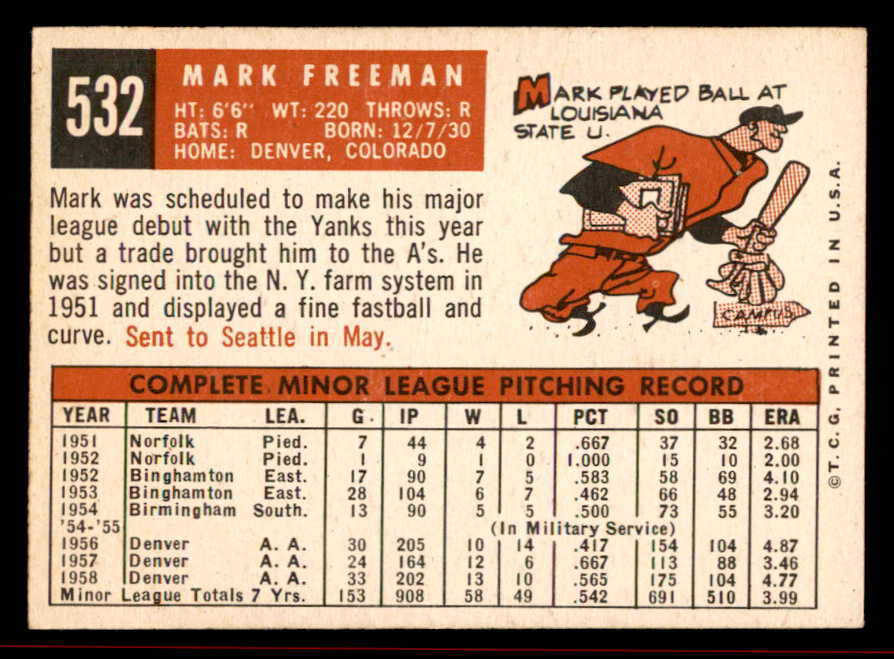 532
MARK FREEMAN
HT: 6'6" WT: 220 THROWS: R
BATS: R BORN: 12/7/30
HOME: DENVER, COLORADO
MARK PLAYED BALL AT
LOUISIANA
STATE U.
CAMPUS
Mark was scheduled to make his major
league debut with the Yanks this year
but a trade brought him to the A's. He
was signed into the N. Y. farm system in
1951 and displayed a fine fastball and
curve. Sent to Seattle in May.
COMPLETE MINOR LEAGUE PITCHING RECORD
YEAR TEAM LEA. G IP W L PCT SO BB ERA
1951 Norfolk Pied. 7 44 4 2 .667 37 32 2.68
1952 Norfolk Pied. 1 9 1 0 1.000 15 10 2.00
1952 Binghamton East. 17 90 7 5 .583 58 69 4.10
1953 Binghamton East. 28 104 6 7 .462 66 48 2.94
1954 Birmingham South. 13 90 5 5 .500 73 55 3.20
'54-'55 (In Military Service)
1956 Denver A. A. 30 205 10 14 .417 154 104 4.87
1957 Denver A. A. 24 164 12 6 .667 113 88 3.46
1958 Denver A. A. 33 202 13 10 .565 175 104 4.77
Minor League Totals 7 Yrs. 153 908 58 49 .542 691 510 3.99
©T. C. G. PRINTED IN U.S.A.